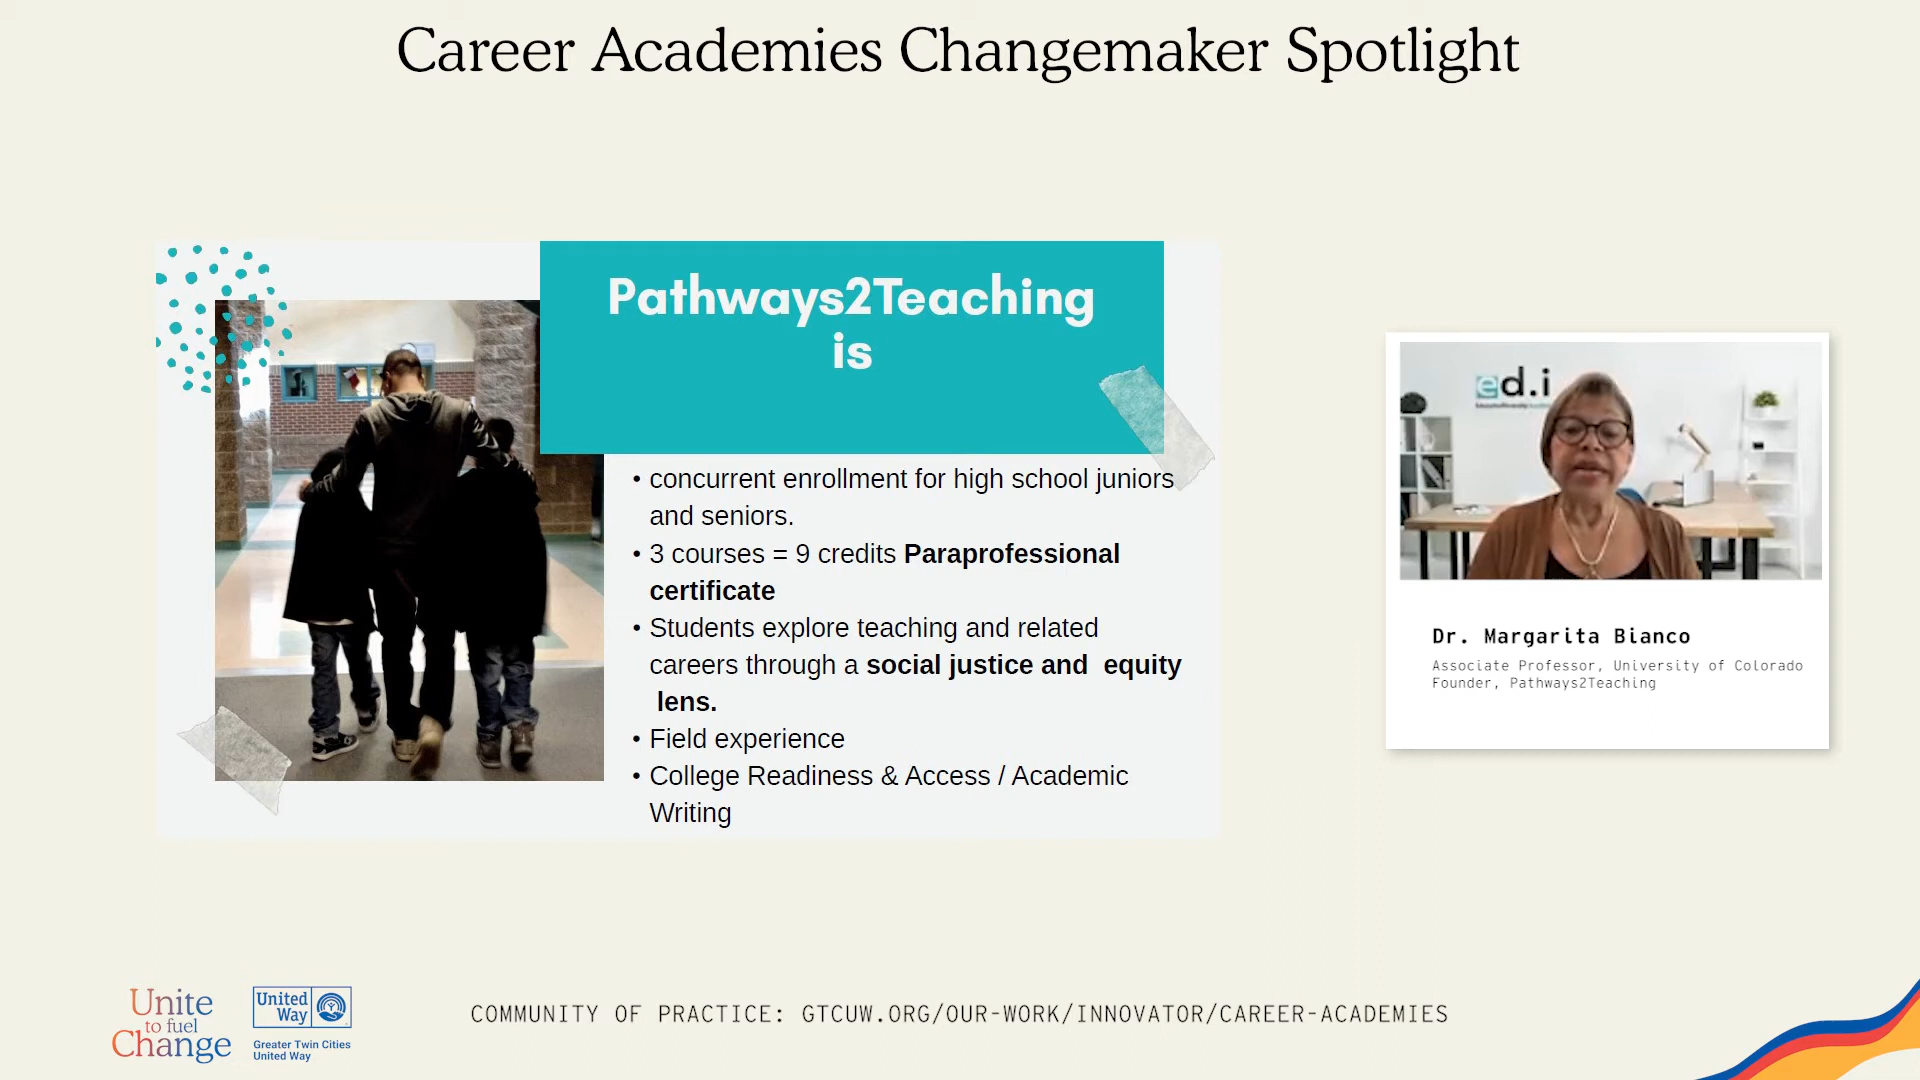 Career Academies Changemaker Spotlight
Pathways2Teaching
is
• concurrent enrollment for high school juniors
and seniors.
• 3 courses = 9 credits Paraprofessional
certificate
• Students explore teaching and related
careers through a social justice and equity
lens.
• Field experience
• College Readiness & Access / Academic
Writing
ed.i
Dr. Margarita Bianco
Associate Professor, University of Colorado
Founder, Pathways2Teaching
Unite
to fuel
Change
United
Way
Greater Twin Cities
United Way
COMMUNITY OF PRACTICE: GTCUW.ORG/OUR-WORK/INNOVATOR/CAREER-ACADEMIES